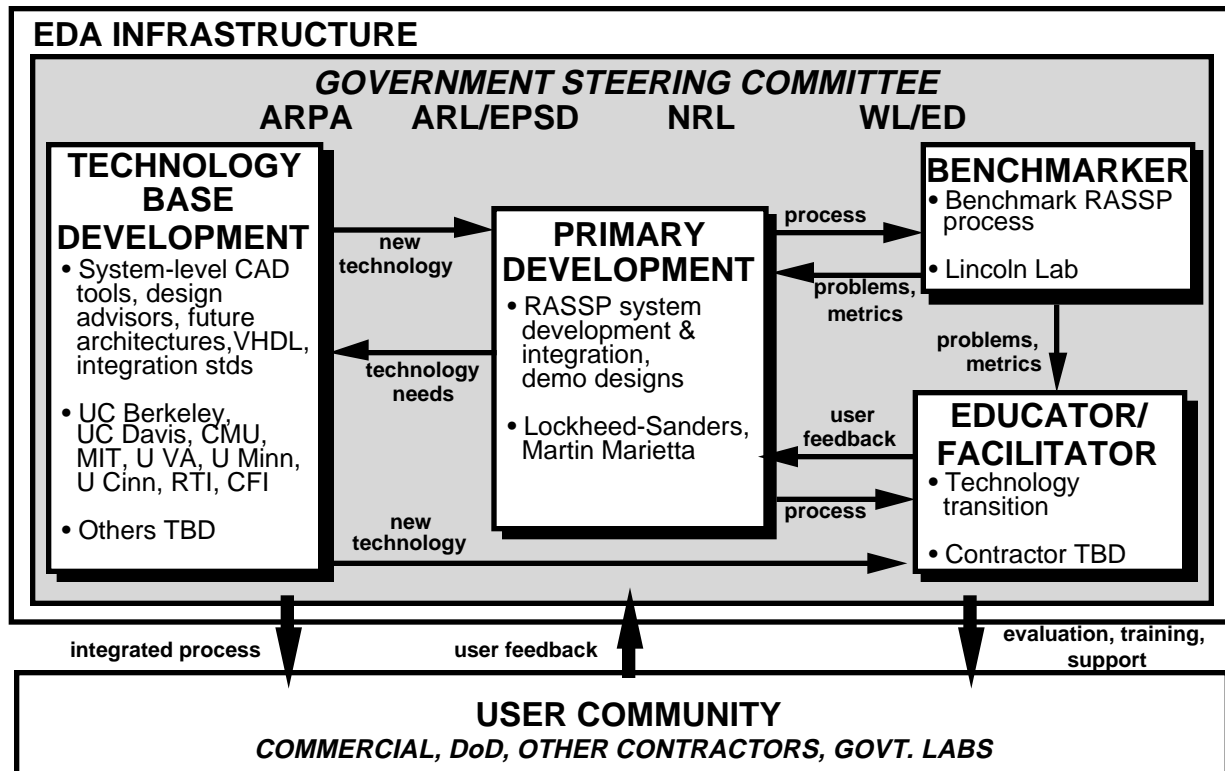 EDA INFRASTRUCTURE
GOVERNMENT STEERING COMMITTEE
ARPA ARL/EPSD NRL WL/ED
TECHNOLOGY
BASE
DEVELOPMENT
• System-level CAD
tools, design
advisors, future
architectures,VHDL,
integration stds
• UC Berkeley,
UC Davis, CMU,
MIT, U VA, U Minn,
U Cinn, RTI, CFI
• Others TBD
new
technology
technology
needs
new
technology
PRIMARY
DEVELOPMENT
• RASSP system
development &
integration,
demo designs
• Lockheed-Sanders,
Martin Marietta
process
problems,
metrics
user
feedback
process
BENCHMARKER
• Benchmark RASSP
process
• Lincoln Lab
problems,
metrics
EDUCATOR/
FACILITATOR
• Technology
transition
• Contractor TBD
integrated process
user feedback
evaluation, training,
support
USER COMMUNITY
COMMERCIAL, DoD, OTHER CONTRACTORS, GOVT. LABS